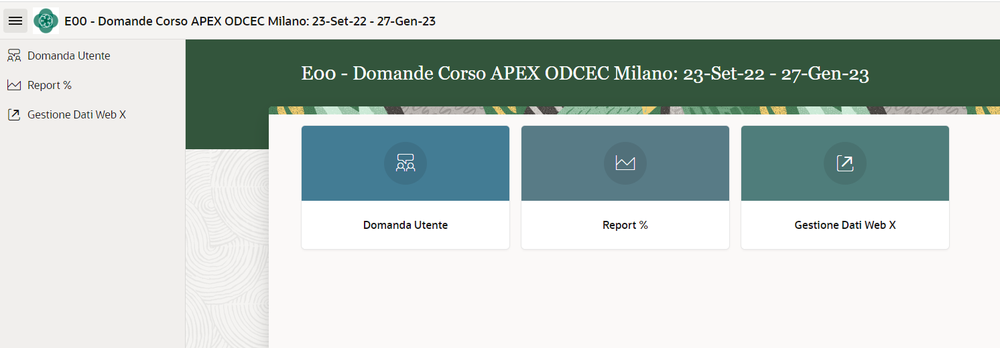 E00 - Domande Corso APEX ODCEC Milano: 23-Set-22 - 27-Gen-23
Domanda Utente
Report %
Gestione Dati Web X
E00 - Domande Corso APEX ODCEC Milano: 23-Set-22 - 27-Gen-23
Domanda Utente
Report %
Gestione Dati Web X